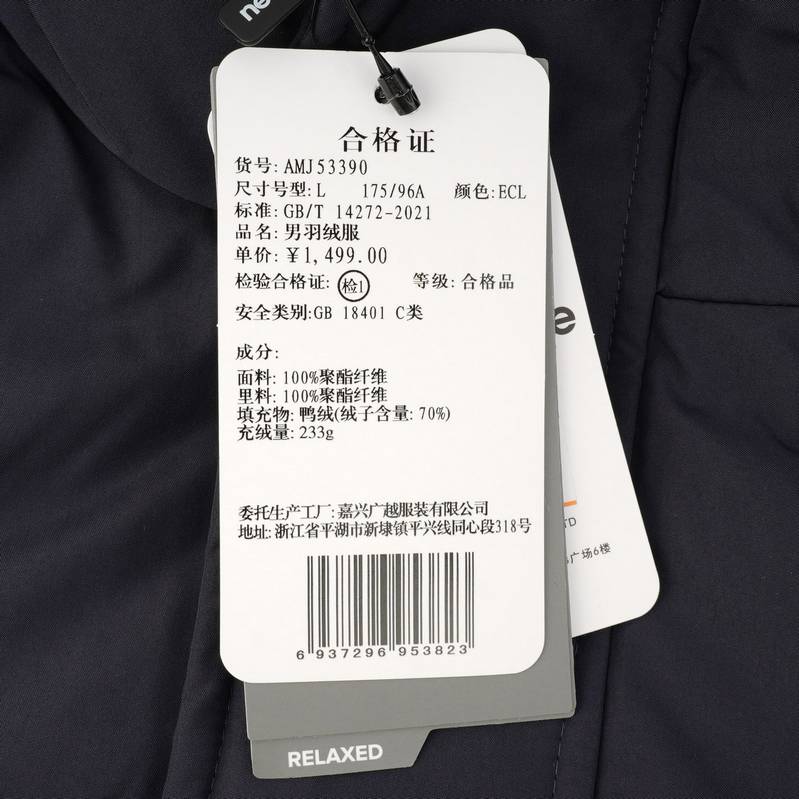 ne
合格证
货号: AMJ53390
尺寸号型: L 175/96A 颜色: ECL
标准: GB/T 14272-2021
品名: 男羽绒服
单价: ￥1,499.00
检验合格证: 检1 等级: 合格品
安全类别: GB 18401 C类
e
成分:
面料: 100%聚酯纤维
里料: 100%聚酯纤维
填充物: 鸭绒(绒子含量: 70%)
充绒量: 233g
委托生产工厂: 嘉兴广越服装有限公司
TD
地址: 浙江省平湖市新埭镇平兴线同心段318号
广场6楼
6 937296 953823
RELAXED